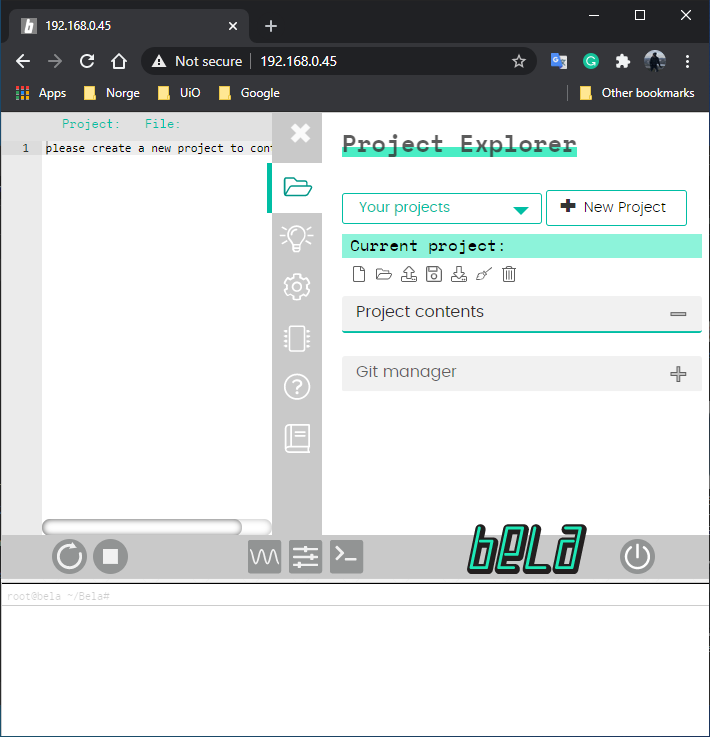 192.168.0.45
Not secure
192.168.0.45
Apps
Norge
UiO
Google
Other bookmarks
Project:
File:
1
please create a new project to con
Project Explorer
Your projects
New Project
Current project:
Project contents
Git manager
bela
root@bela ~/Bela#